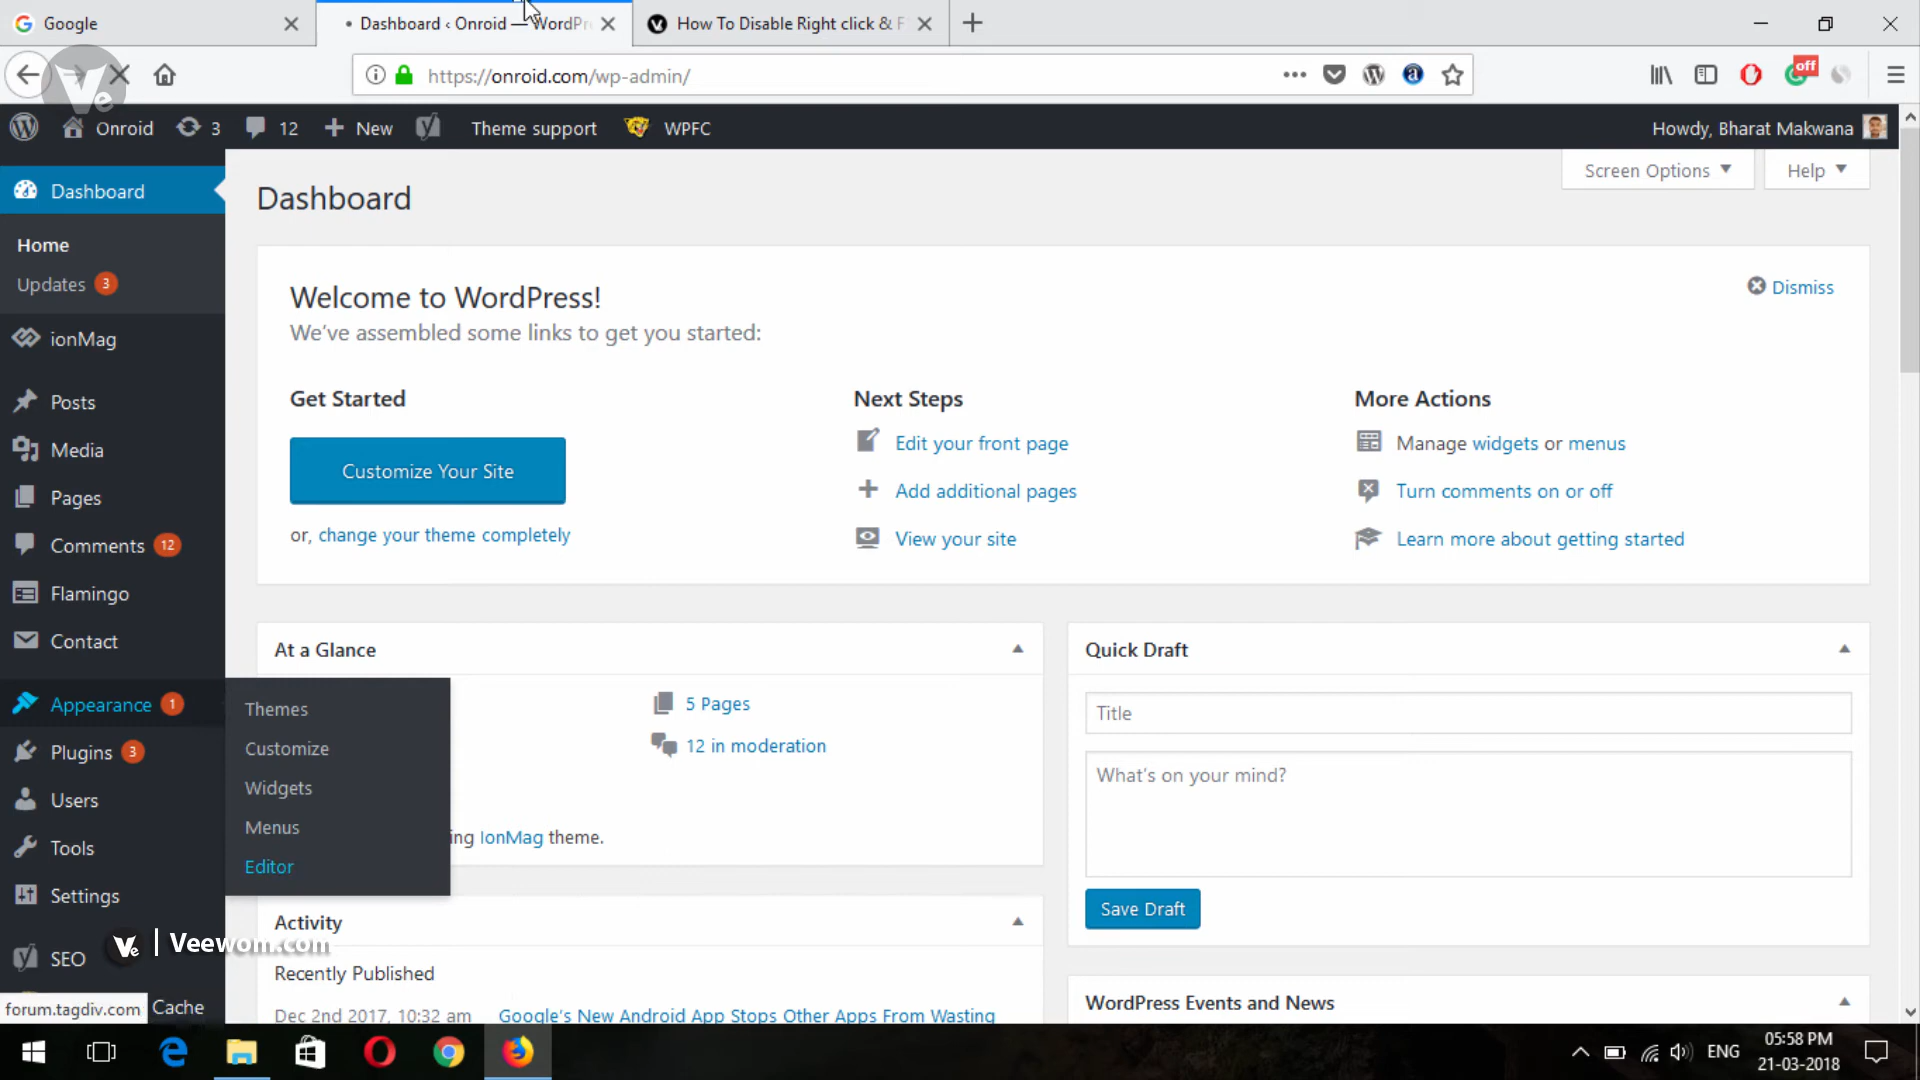 Google
• Dashboard ‹ Onroid — WordPr
How To Disable Right click & F
https://onroid.com/wp-admin/
off
Ve
Onroid
3
12
New
Theme support
WPFC
Howdy, Bharat Makwana
Dashboard
Home
Updates 3
ionMag
Posts
Media
Pages
Comments 12
Flamingo
Contact
Appearance 1
Plugins 3
Users
Tools
Settings
SEO
Cache
Themes
Customize
Widgets
Menus
Editor
Dashboard
Screen Options
Help
Welcome to WordPress!
We've assembled some links to get you started:
Dismiss
Get Started
Customize Your Site
or, change your theme completely
Next Steps
Edit your front page
Add additional pages
View your site
More Actions
Manage widgets or menus
Turn comments on or off
Learn more about getting started
At a Glance
5 Pages
12 in moderation
ing IonMag theme.
Activity
Recently Published
Dec 2nd 2017, 10:32 am
Google's New Android App Stops Other Apps From Wasting
Quick Draft
Title
What's on your mind?
Save Draft
WordPress Events and News
Ve | Veewom.com
forum.tagdiv.com
ENG
05:58 PM
21-03-2018